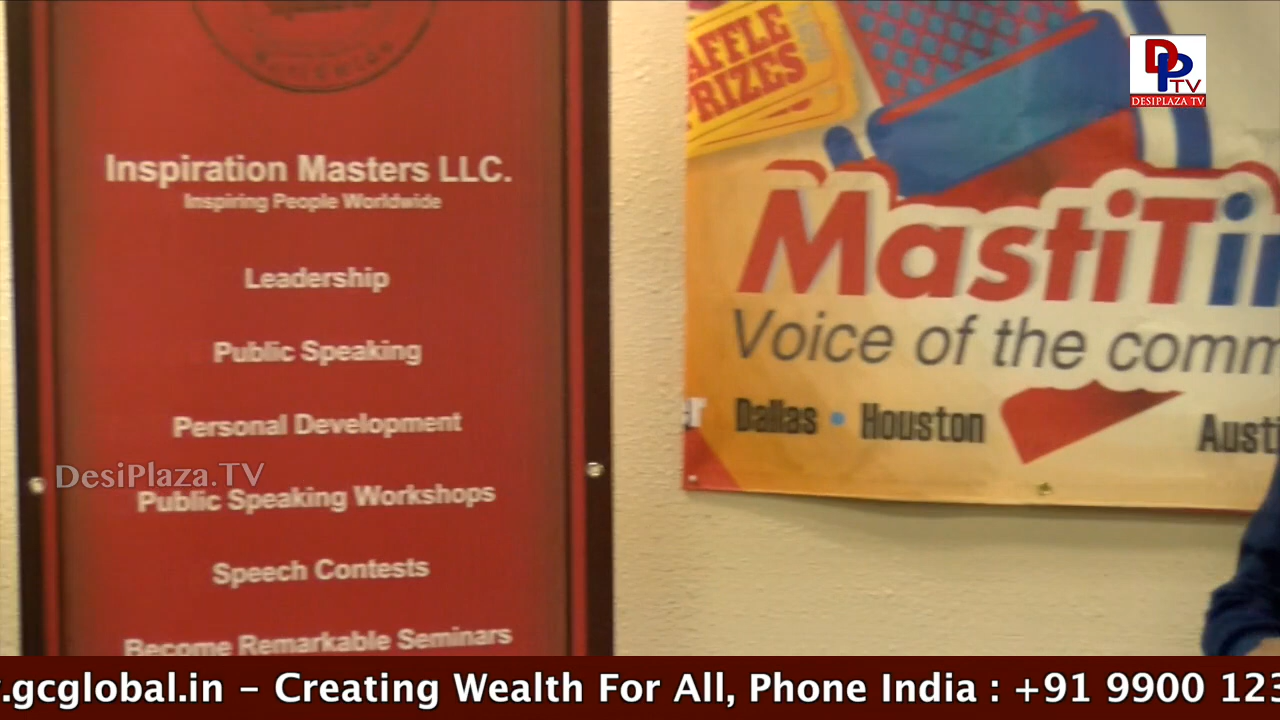 Inspiration Masters LLC.
Inspiring People Worldwide
Leadership
Public Speaking
Personal Development
Public Speaking Workshops
Speech Contests
Become Remarkable Seminars
DesiPlaza.TV
AFFLE
RIZES
MastiTi
Voice of the comm
Dallas • Houston
Austi
DP
TV
DESIPLAZA TV
.gcglobal.in – Creating Wealth For All, Phone India : +91 9900 123